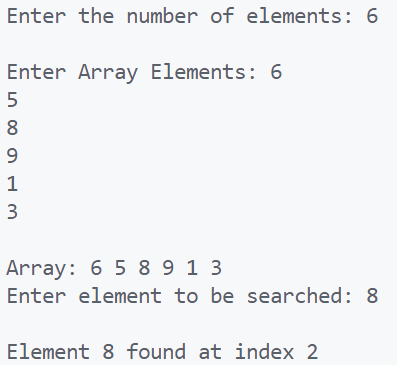 Enter the number of elements: 6
Enter Array Elements: 6
5
8
9
1
3
Array: 6 5 8 9 1 3
Enter element to be searched: 8
Element 8 found at index 2